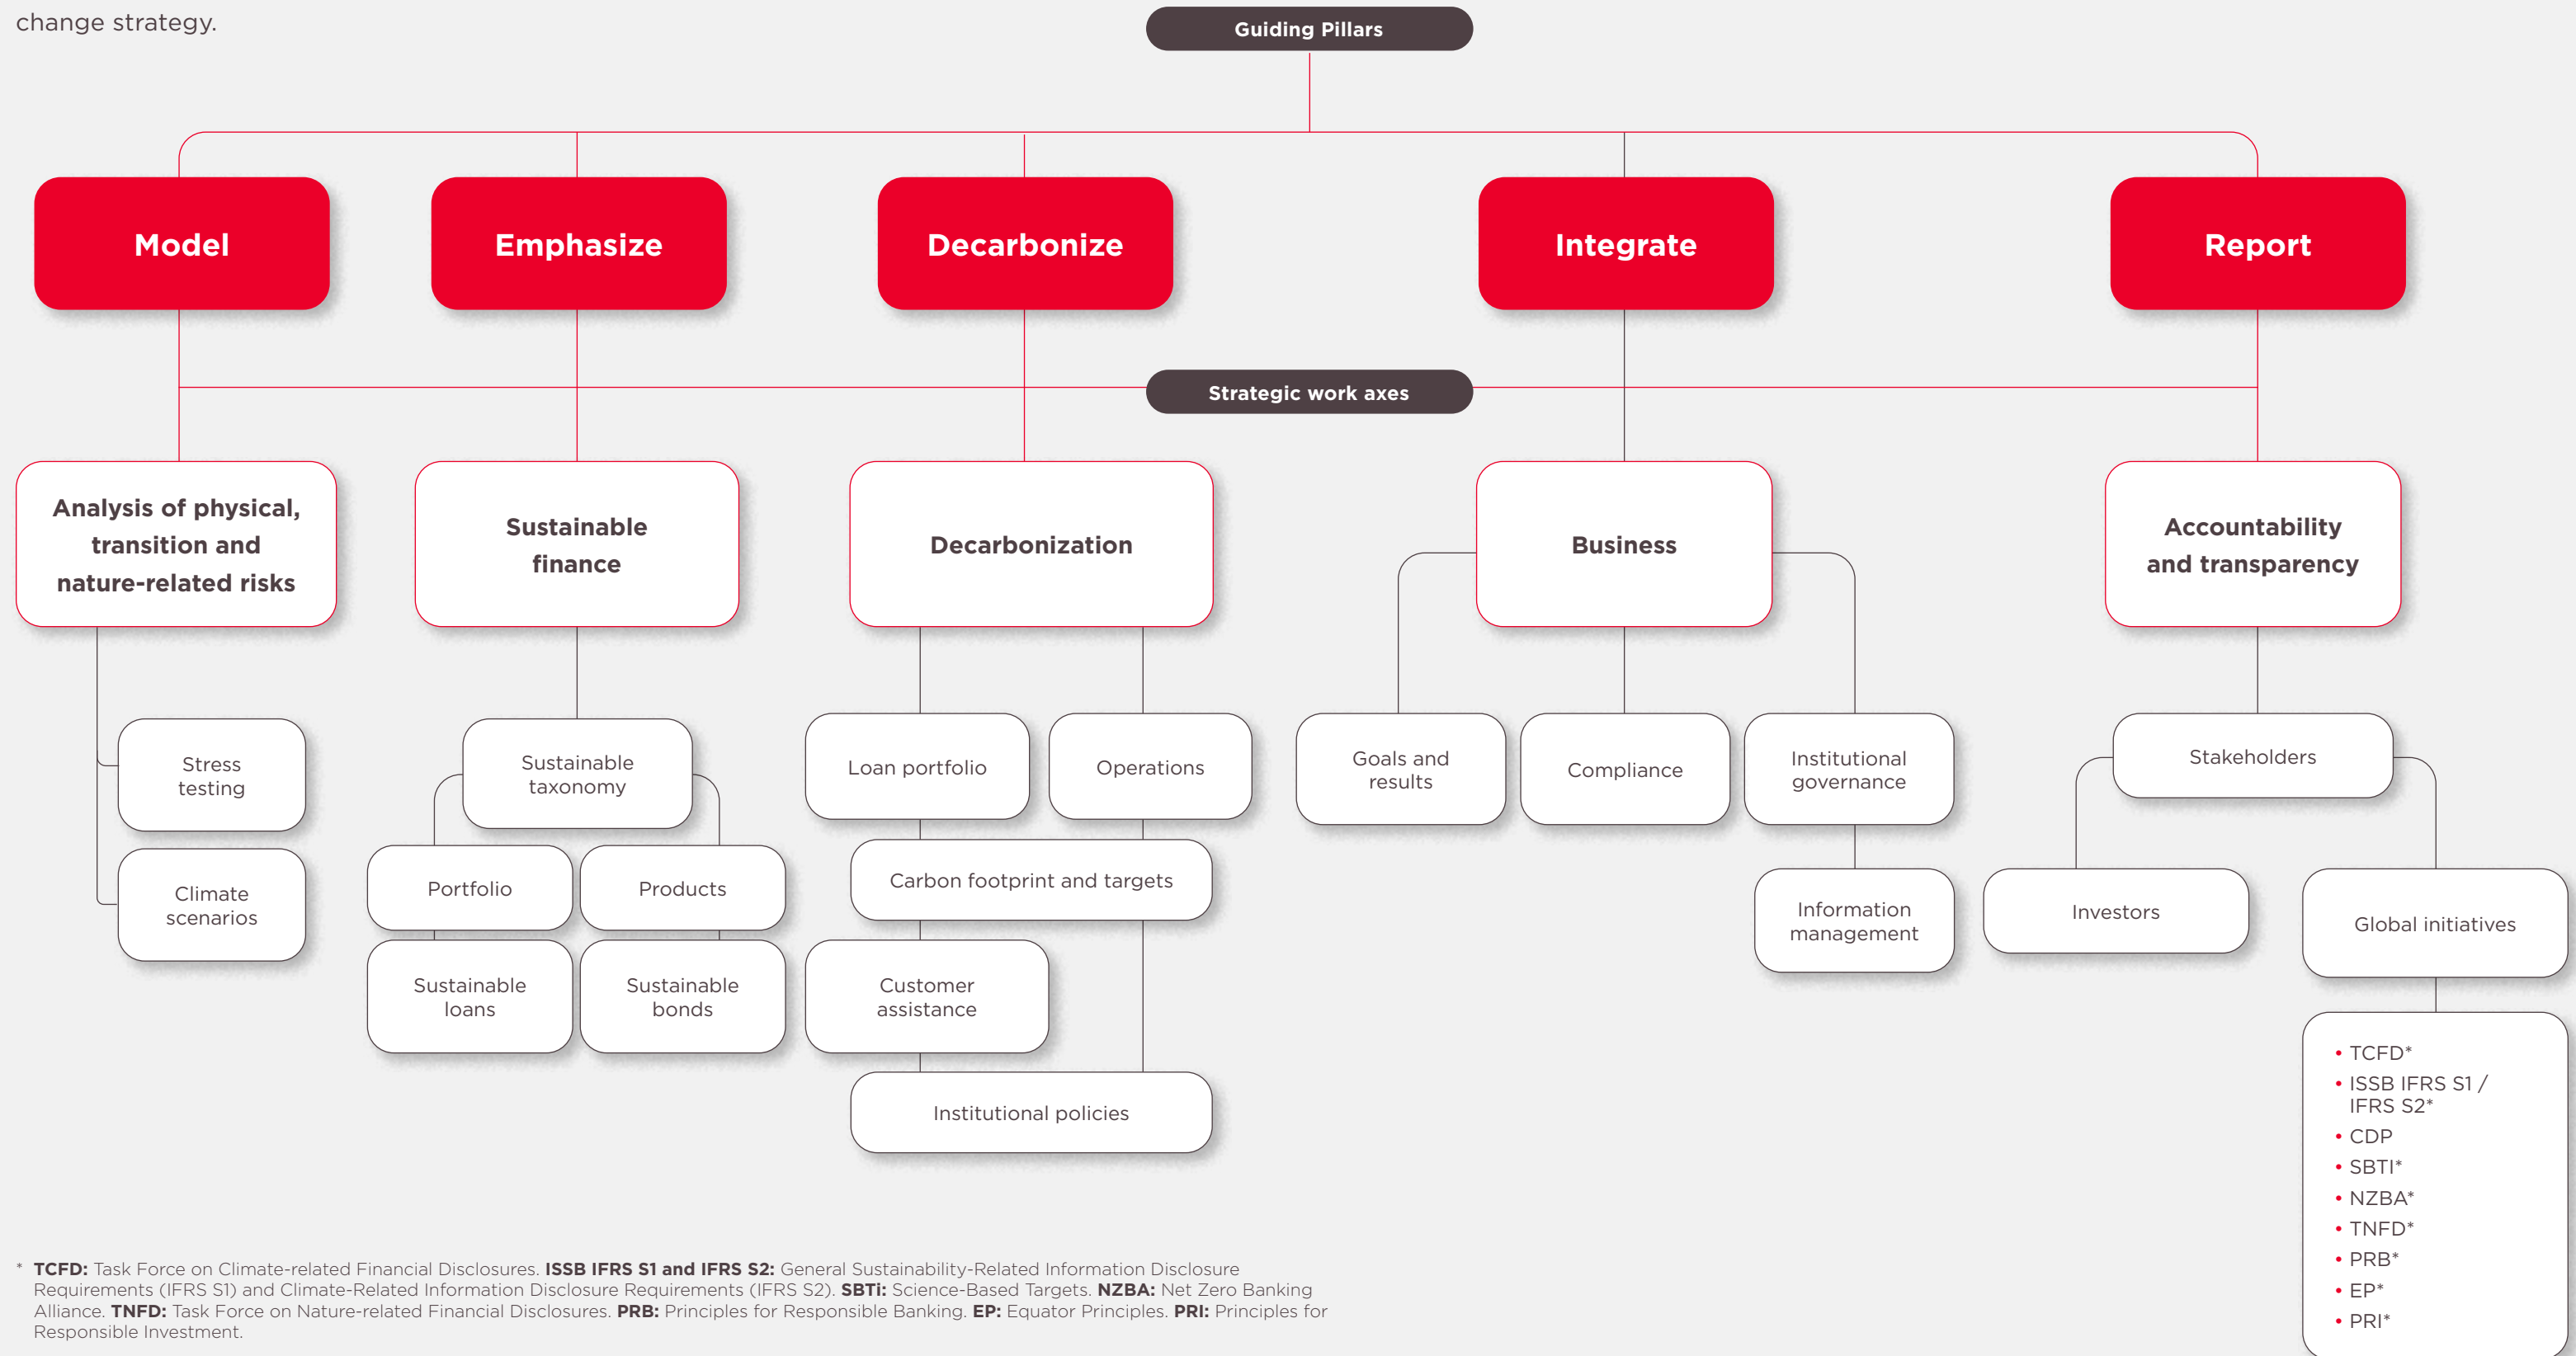 change strategy.
Guiding Pillars
Model
Emphasize
Decarbonize
Integrate
Report
Strategic work axes
Analysis of physical,
transition and
nature-related risks
Sustainable
finance
Decarbonization
Business
Accountability
and transparency
Stress
testing
Climate
scenarios
Sustainable
taxonomy
Portfolio
Products
Sustainable
loans
Sustainable
bonds
Loan portfolio
Operations
Carbon footprint and targets
Customer
assistance
Institutional policies
Goals and
results
Compliance
Institutional
governance
Information
management
Stakeholders
Investors
Global initiatives
• TCFD*
• ISSB IFRS S1 /
IFRS S2*
• CDP
• SBTI*
• NZBA*
• TNFD*
• PRB*
• EP*
• PRI*
* TCFD: Task Force on Climate-related Financial Disclosures. ISSB IFRS S1 and IFRS S2: General Sustainability-Related Information Disclosure
Requirements (IFRS S1) and Climate-Related Information Disclosure Requirements (IFRS S2). SBTi: Science-Based Targets. NZBA: Net Zero Banking
Alliance. TNFD: Task Force on Nature-related Financial Disclosures. PRB: Principles for Responsible Banking. EP: Equator Principles. PRI: Principles for
Responsible Investment.